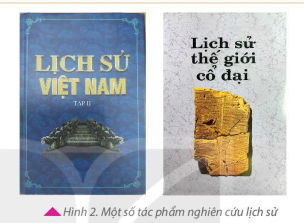 LỊCH SỬ
VIỆT NAM
TẬP II
Lịch sử
thế giới
cổ đại
Hình 2. Một số tác phẩm nghiên cứu lịch sử